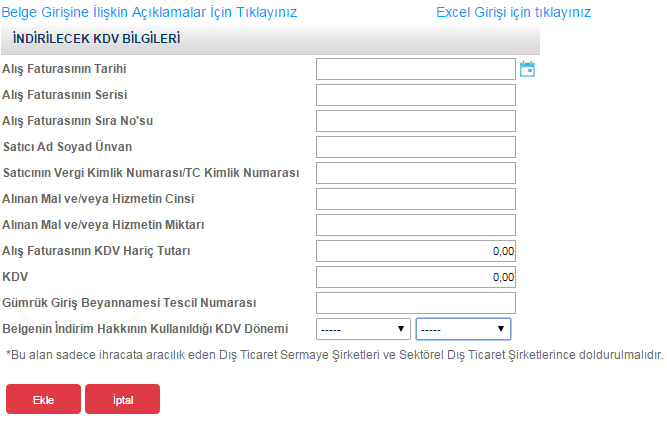 Belge Girişine İlişkin Açıklamalar İçin Tıklayınız Excel Girişi için tıklayınız
İNDİRİLECEK KDV BİLGİLERİ
Alış Faturasının Tarihi
Alış Faturasının Serisi
Alış Faturasının Sıra No'su
Satıcı Ad Soyad Ünvan
Satıcının Vergi Kimlik Numarası/TC Kimlik Numarası
Alınan Mal ve/veya Hizmetin Cinsi
Alınan Mal ve/veya Hizmetin Miktarı
Alış Faturasının KDV Hariç Tutarı 0,00
KDV 0,00
Gümrük Giriş Beyannamesi Tescil Numarası
Belgenin İndirim Hakkının Kullanıldığı KDV Dönemi ----- -----
*Bu alan sadece ihracata aracılık eden Dış Ticaret Sermaye Şirketleri ve Sektörel Dış Ticaret Şirketlerince doldurulmalıdır.
Ekle İptal